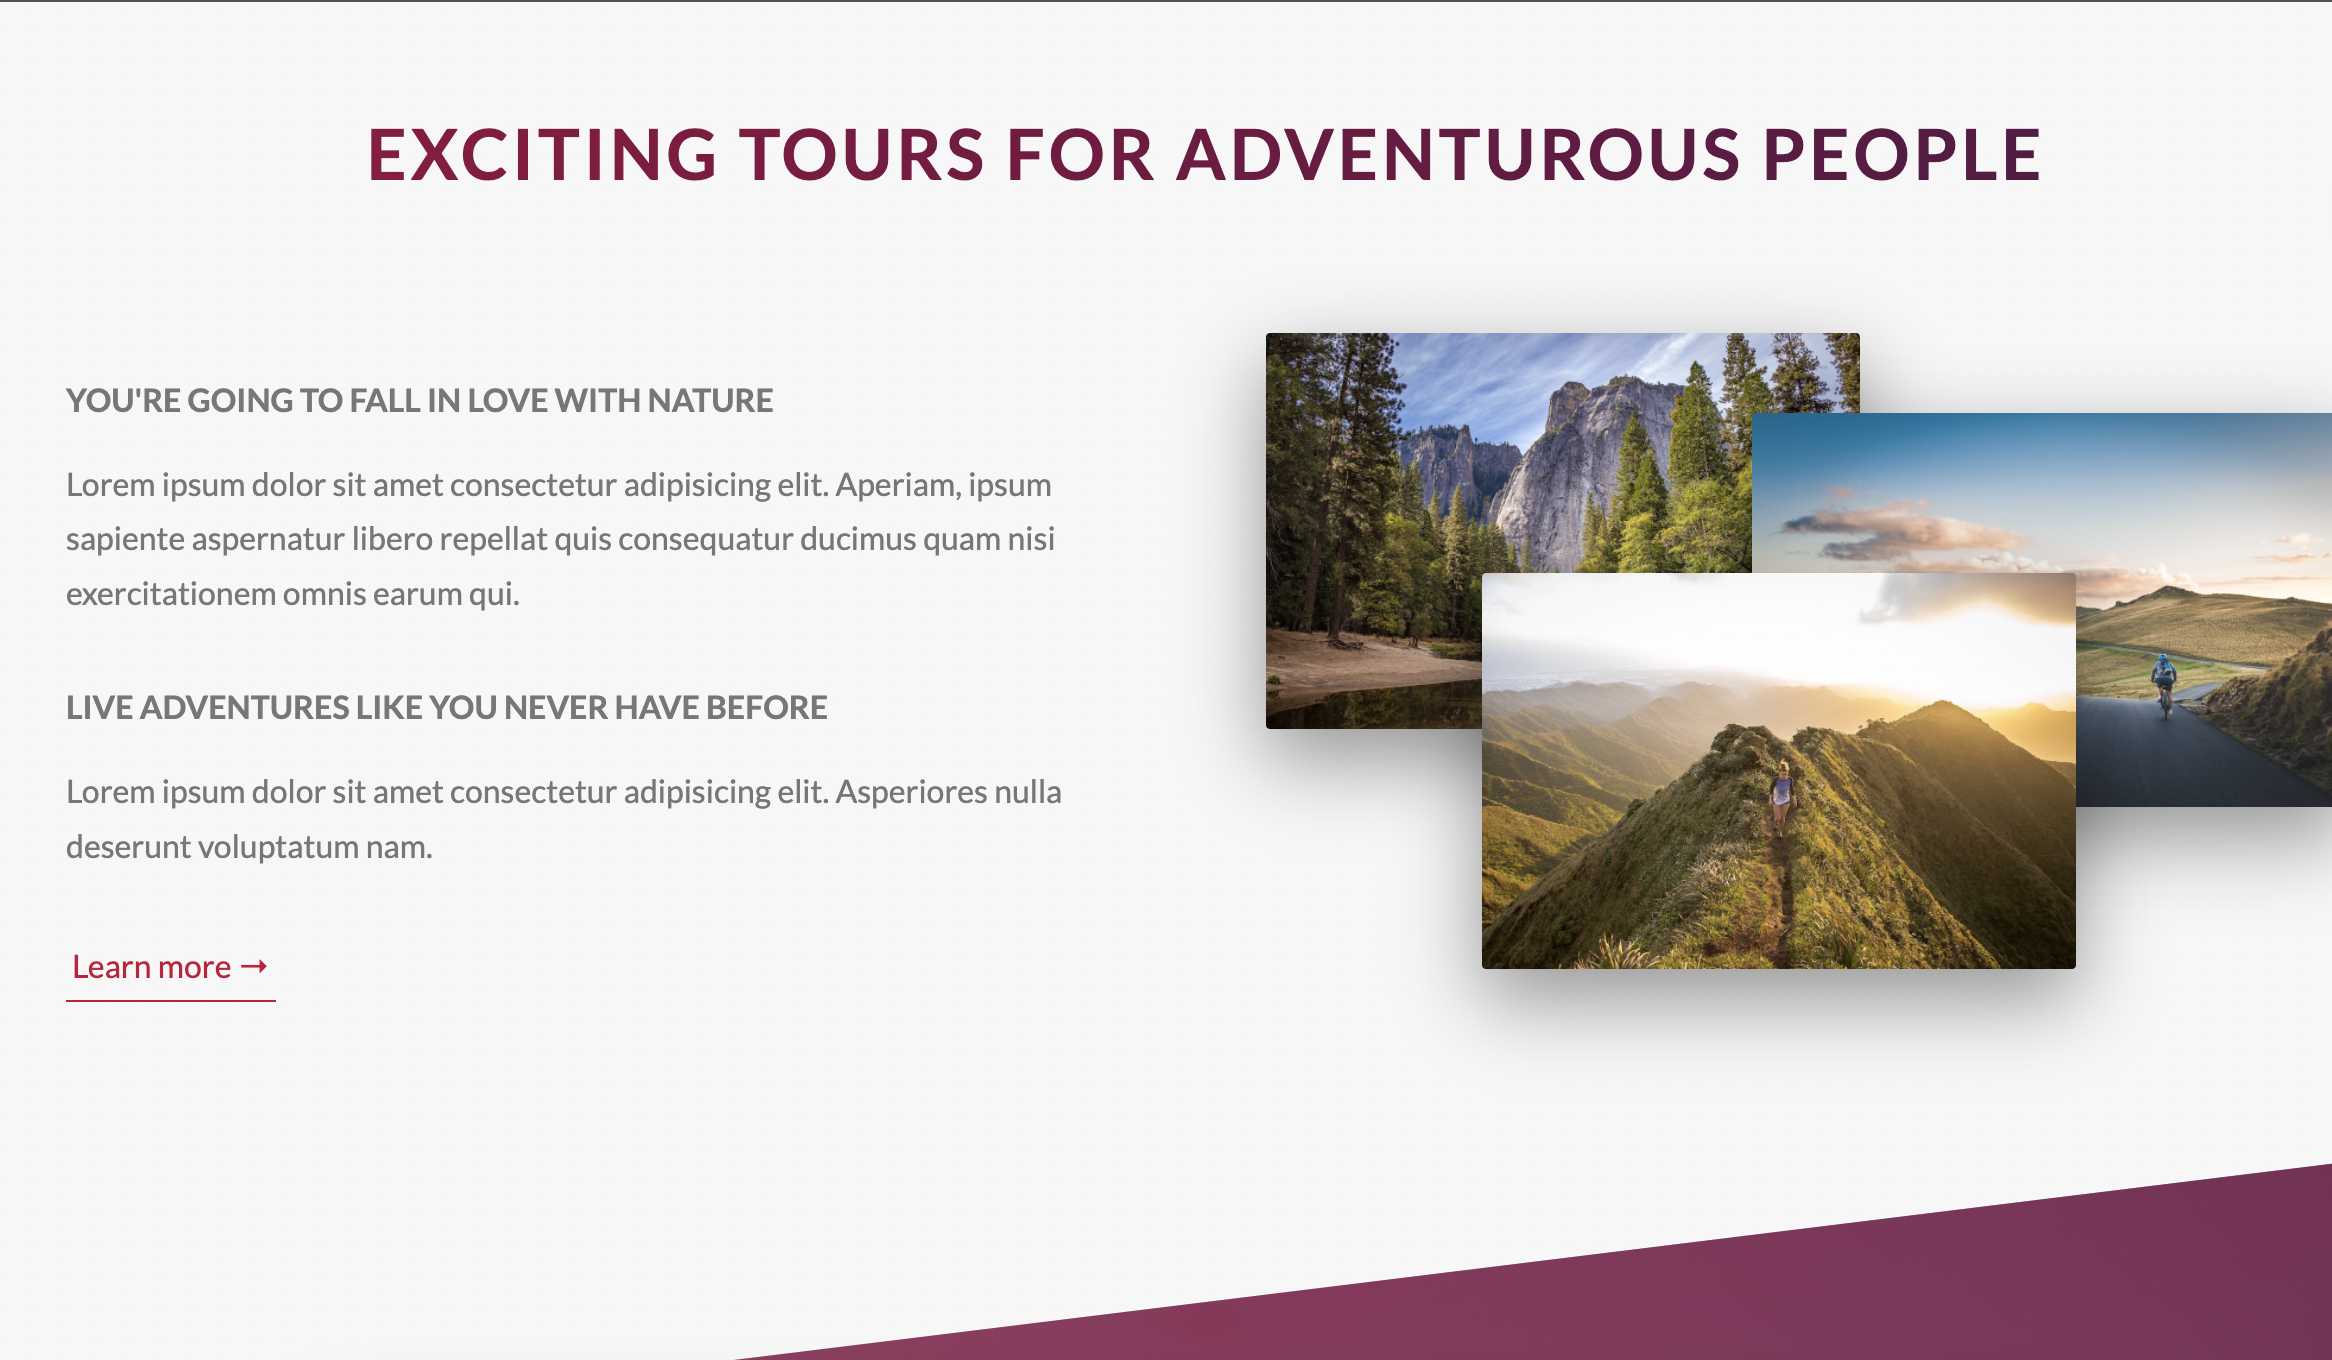 EXCITING TOURS FOR ADVENTUROUS PEOPLE
YOU'RE GOING TO FALL IN LOVE WITH NATURE
Lorem ipsum dolor sit amet consectetur adipisicing elit. Aperiam, ipsum
sapiente aspernatur libero repellat quis consequatur ducimus quam nisi
exercitationem omnis earum qui.
LIVE ADVENTURES LIKE YOU NEVER HAVE BEFORE
Lorem ipsum dolor sit amet consectetur adipisicing elit. Asperiores nulla
deserunt voluptatum nam.
Learn more →